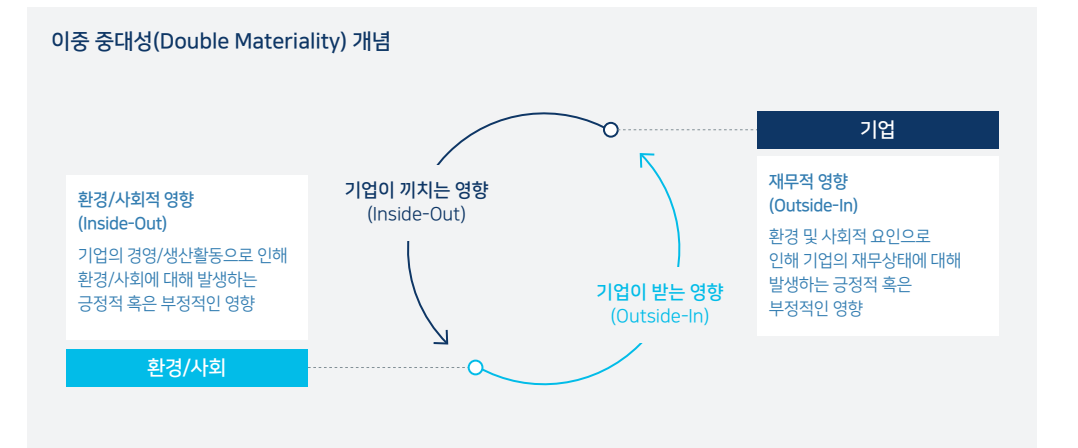 이중 중대성(Double Materiality) 개념
환경/사회적 영향
(Inside-Out)
기업의 경영/생산활동으로 인해
환경/사회에 대해 발생하는
긍정적 혹은 부정적인 영향
환경/사회
기업이 끼치는 영향
(Inside-Out)
기업이 받는 영향
(Outside-In)
기업
재무적 영향
(Outside-In)
환경 및 사회적 요인으로
인해 기업의 재무상태에 대해
발생하는 긍정적 혹은
부정적인 영향